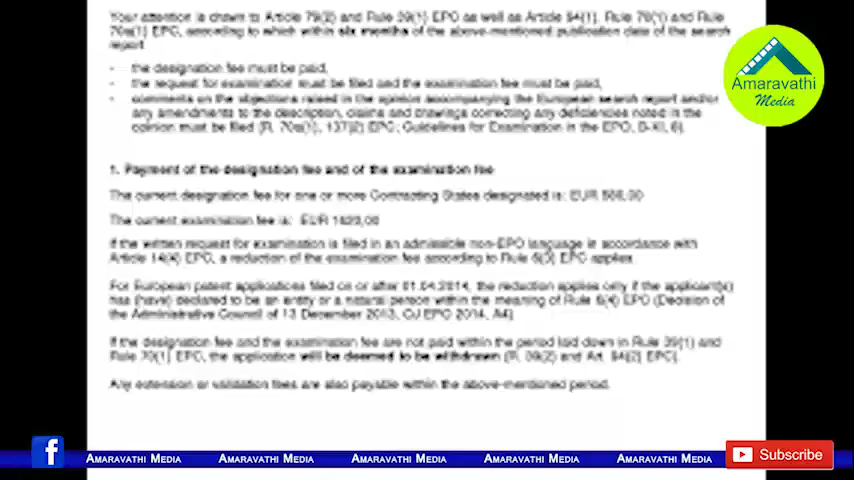 Your attention is drawn to Article 79(2) and Rule 39(1) EPC as well as Article 94(1), Rule 70(1) and Rule
70a(1) EPC, according to which within six months of the above-mentioned publication date of the search
report
- the designation fee must be paid,
- the request for examination must be filed and the examination fee must be paid,
- comments on the objections raised in the opinion accompanying the European search report and/or
any amendments to the description, claims and drawings correcting any deficiencies noted in the
opinion must be filed (R. 70a(1), 137(2) EPC; Guidelines for Examination in the EPO,
Amaravathi
Media
1. Payment of the designation fee and of the examination fee
The current designation fee for one or more Contracting States designated is: EUR
The current examination fee is: EUR
If the written request for examination is filed in an admissible non-EPO language in accordance with
Article 14(4) EPC, a reduction of the examination fee according to Rule 6(3) EPC applies.
For European patent applications filed on or after 01.04.2014, the reduction applies only if the applicant(s)
has (have) declared to be an entity or a natural person within the meaning of Rule 6(4) EPC (Decision of
the Administrative Council of 13 December 2013, OJ EPO 2014, A4).
If the designation fee and the examination fee are not paid within the period laid down in Rule 39(1) and
Rule 70(1) EPC, the application will be deemed to be withdrawn (R. 39(2) and Art. 94(2) EPC).
Any extension or validation fees are also payable within the above-mentioned period.
f AMARAVATHI MEDIA AMARAVATHI MEDIA AMARAVATHI MEDIA AMARAVATHI MEDIA AMARAVATHI MEDIA Subscribe